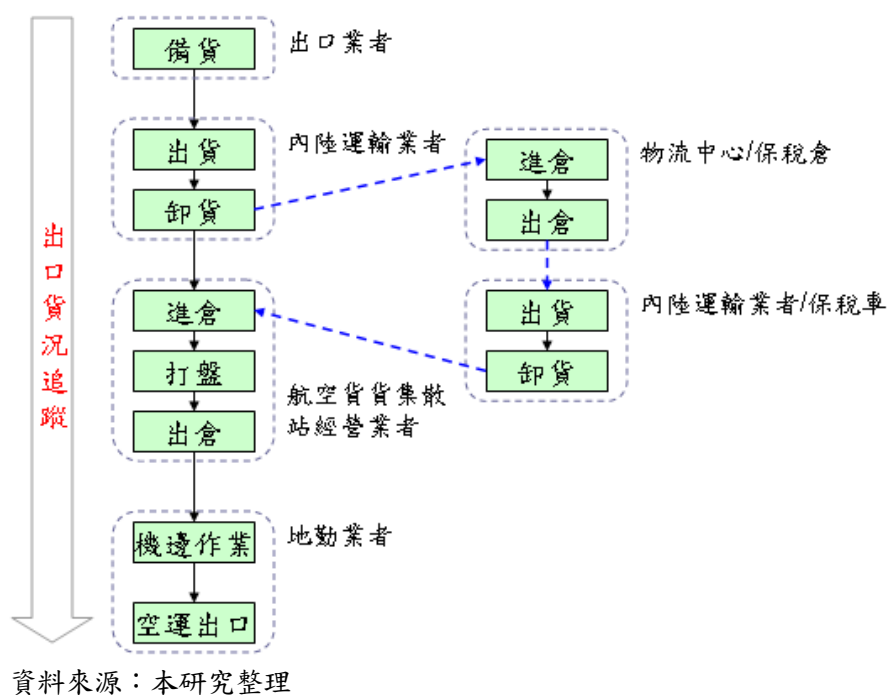 出口貨況追蹤
備貨
出口業者
出貨
卸貨
內陸運輸業者
進倉
出倉
物流中心/保稅倉
出貨
卸貨
內陸運輸業者/保稅車
進倉
打盤
出倉
航空貨貨集散
站經營業者
機邊作業
空運出口
地勤業者
資料來源：本研究整理